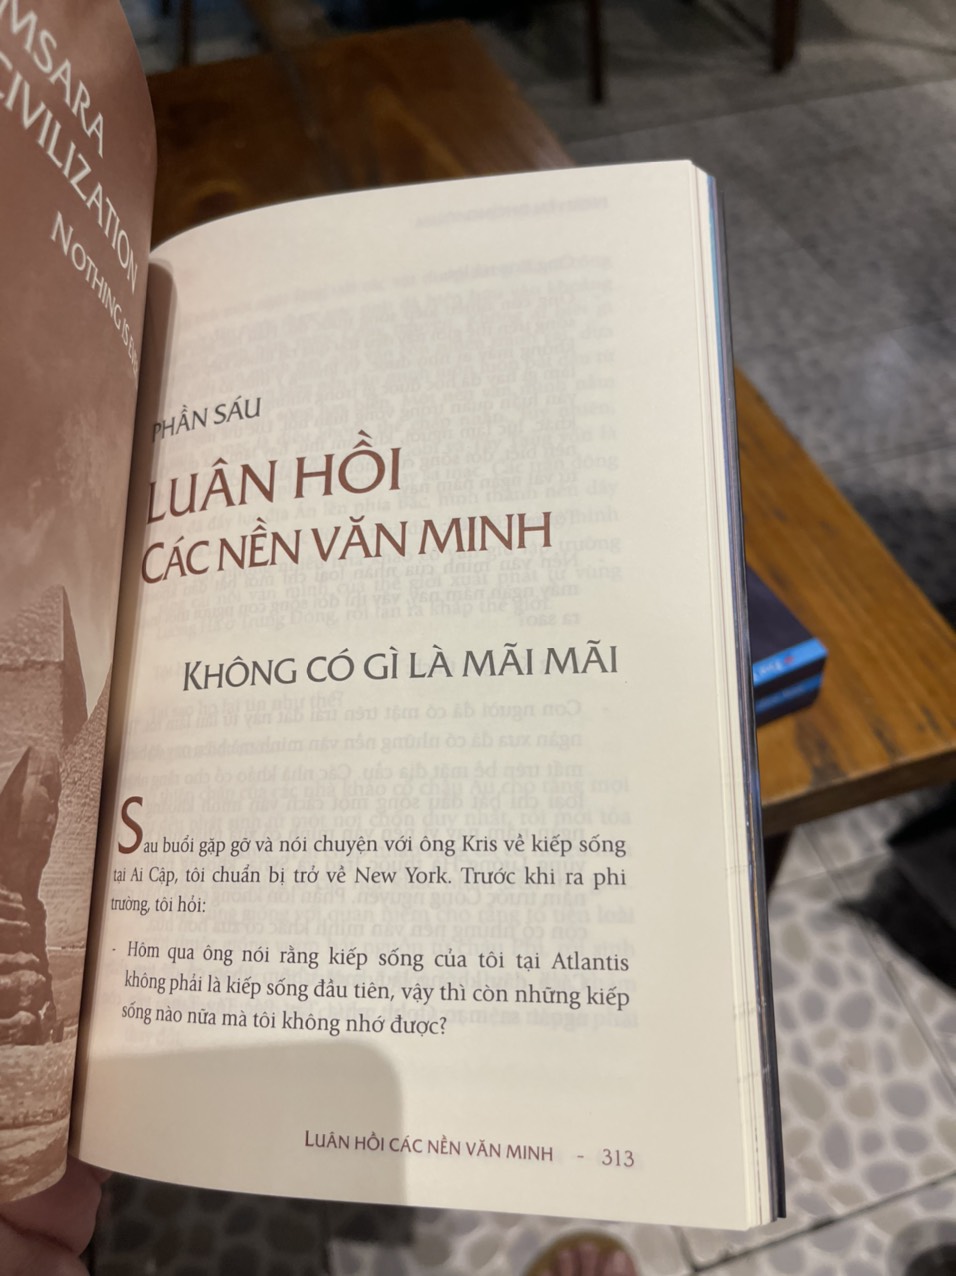 CIVILIZATION
NOTHING IS
PHẦN SÁU
LUÂN HỒI
CÁC NỀN VĂN MINH
KHÔNG CÓ GÌ LÀ MÃI MÃI
Sau buổi gặp gỡ và nói chuyện với ông Kris về kiếp sống
tại Ai Cập, tôi chuẩn bị trở về New York. Trước khi ra phi
trường, tôi hỏi:
- Hôm qua ông nói rằng kiếp sống của tôi tại Atlantis
không phải là kiếp sống đầu tiên, vậy thì còn những kiếp
sống nào nữa mà tôi không nhớ được?
LUÂN HỒI CÁC NỀN VĂN MINH - 313